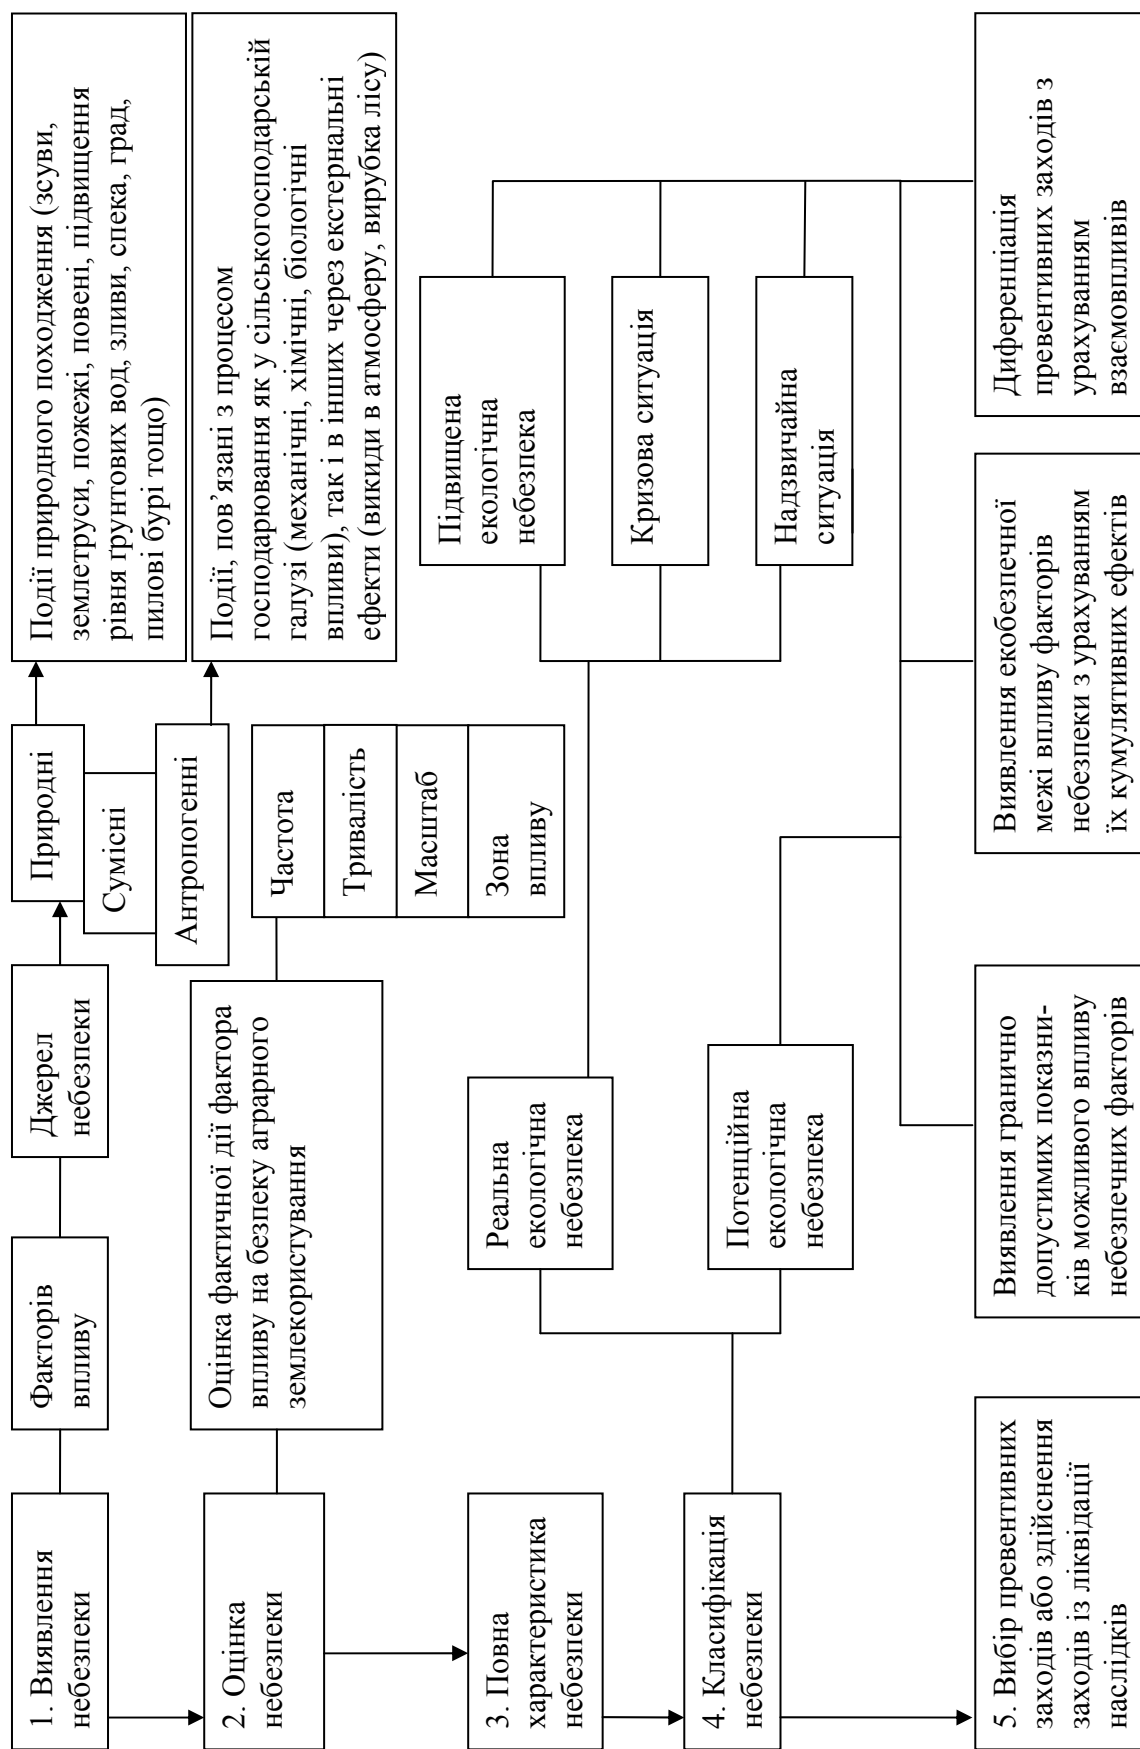 1. Виявлення
небезпеки
Факторів
впливу
Джерел
небезпеки
Природні
Сумісні
Антропогенні
Події природного походження (зсуви,
землетруси, пожежі, повені, підвищення
рівня ґрунтових вод, зливи, спека, град,
пилові бурі тощо)
Події, пов’язані з процесом
господарювання як у сільськогосподарській
галузі (механічні, хімічні, біологічні
впливи), так і в інших через екстернальні
ефекти (викиди в атмосферу, вирубка лісу)
2. Оцінка
небезпеки
Оцінка фактичної дії фактора
впливу на безпеку аграрного
землекористування
Частота
Тривалість
Масштаб
Зона
впливу
3. Повна
характеристика
небезпеки
4. Класифікація
небезпеки
Реальна
екологічна
небезпека
Потенційна
екологічна
небезпека
Підвищена
екологічна
небезпека
Кризова ситуація
Надзвичайна
ситуація
5. Вибір превентивних
заходів або здійснення
заходів із ліквідації
наслідків
Виявлення гранично
допустимих показни-
ків можливого впливу
небезпечних факторів
Виявлення екобезпечної
межі впливу факторів
небезпеки з урахуванням
їх кумулятивних ефектів
Диференціація
превентивних заходів з
урахуванням
взаємовпливів